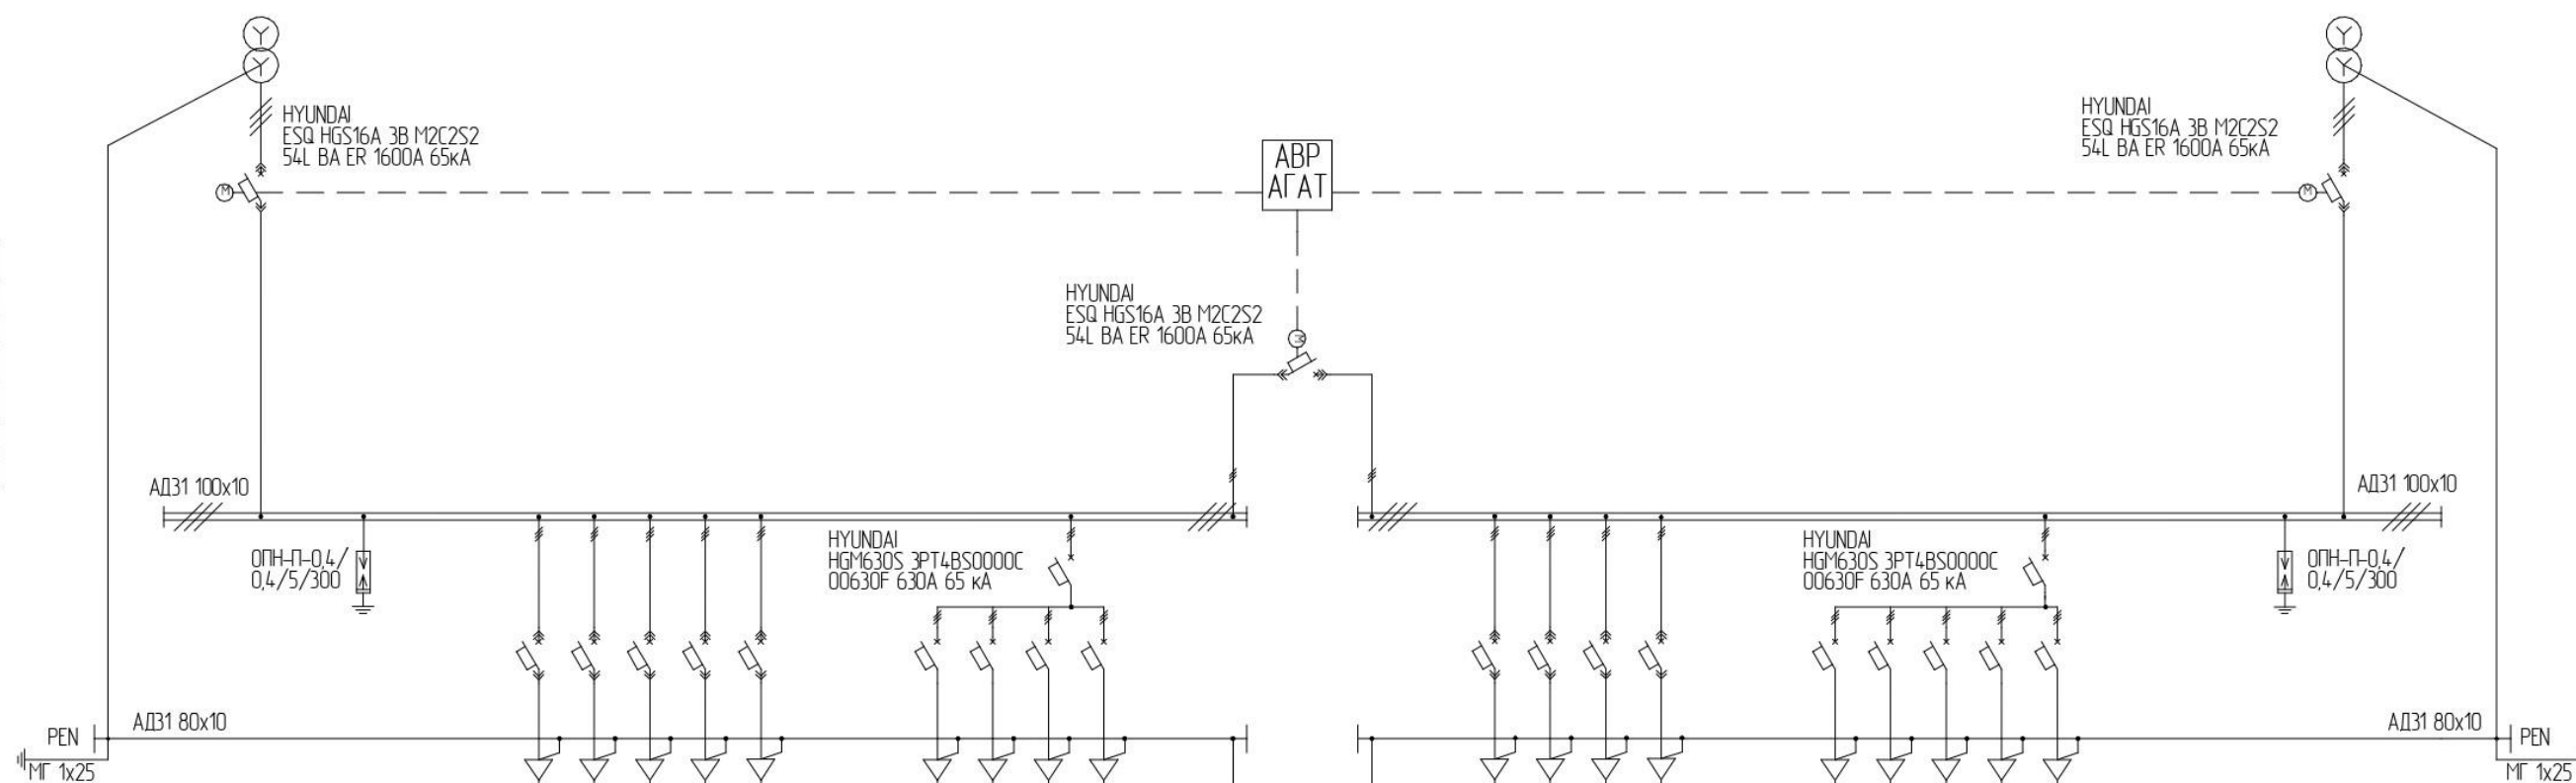 Y
Y
HYUNDAI
ESQ HGS16A 3B M2C2S2
54L BA ER 1600A 65кА
M
АВР
АГАТ
Y
Y
HYUNDAI
ESQ HGS16A 3B M2C2S2
54L BA ER 1600A 65кА
M
HYUNDAI
ESQ HGS16A 3B M2C2S2
54L BA ER 1600A 65кА
M
АД31 100х10
АД31 100х10
ОПН-П-0,4/
0,4/5/300
HYUNDAI
HGM630S 3PT4BS0000C
00630F 630A 65 кА
HYUNDAI
HGM630S 3PT4BS0000C
00630F 630A 65 кА
ОПН-П-0,4/
0,4/5/300
PEN
АД31 80х10
МГ 1х25
АД31 80х10
PEN
МГ 1х25